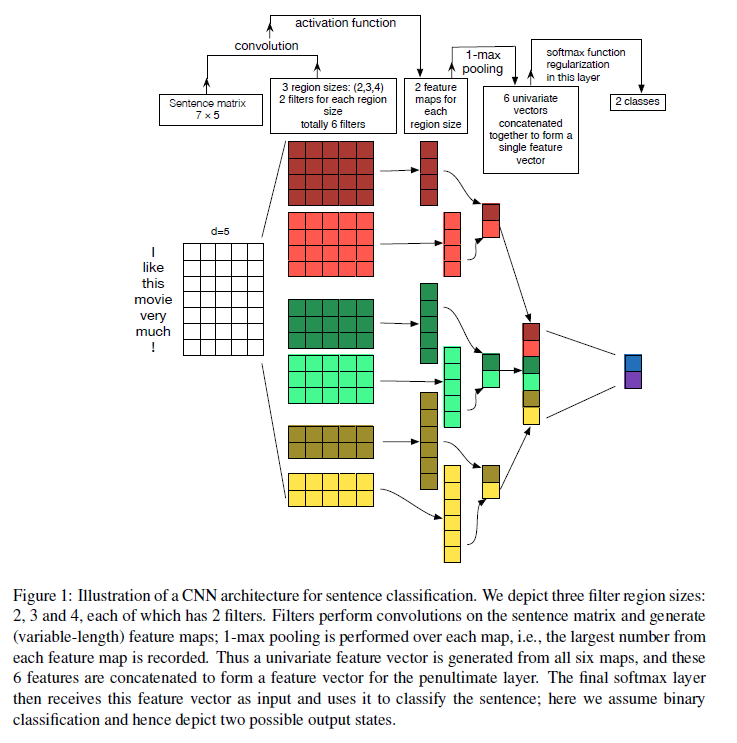 activation function
convolution
1-max
pooling
softmax function
regularization
in this layer
Sentence matrix
7 × 5
3 region sizes: (2,3,4)
2 filters for each region
size
totally 6 filters
2 feature
maps for
each
region size
6 univariate
vectors
concatenated
together to form a
single feature
vector
2 classes
d=5
I
like
this
movie
very
much
!
Figure 1: Illustration of a CNN architecture for sentence classification. We depict three filter region sizes:
2, 3 and 4, each of which has 2 filters. Filters perform convolutions on the sentence matrix and generate
(variable-length) feature maps; 1-max pooling is performed over each map, i.e., the largest number from
each feature map is recorded. Thus a univariate feature vector is generated from all six maps, and these
6 features are concatenated to form a feature vector for the penultimate layer. The final softmax layer
then receives this feature vector as input and uses it to classify the sentence; here we assume binary
classification and hence depict two possible output states.